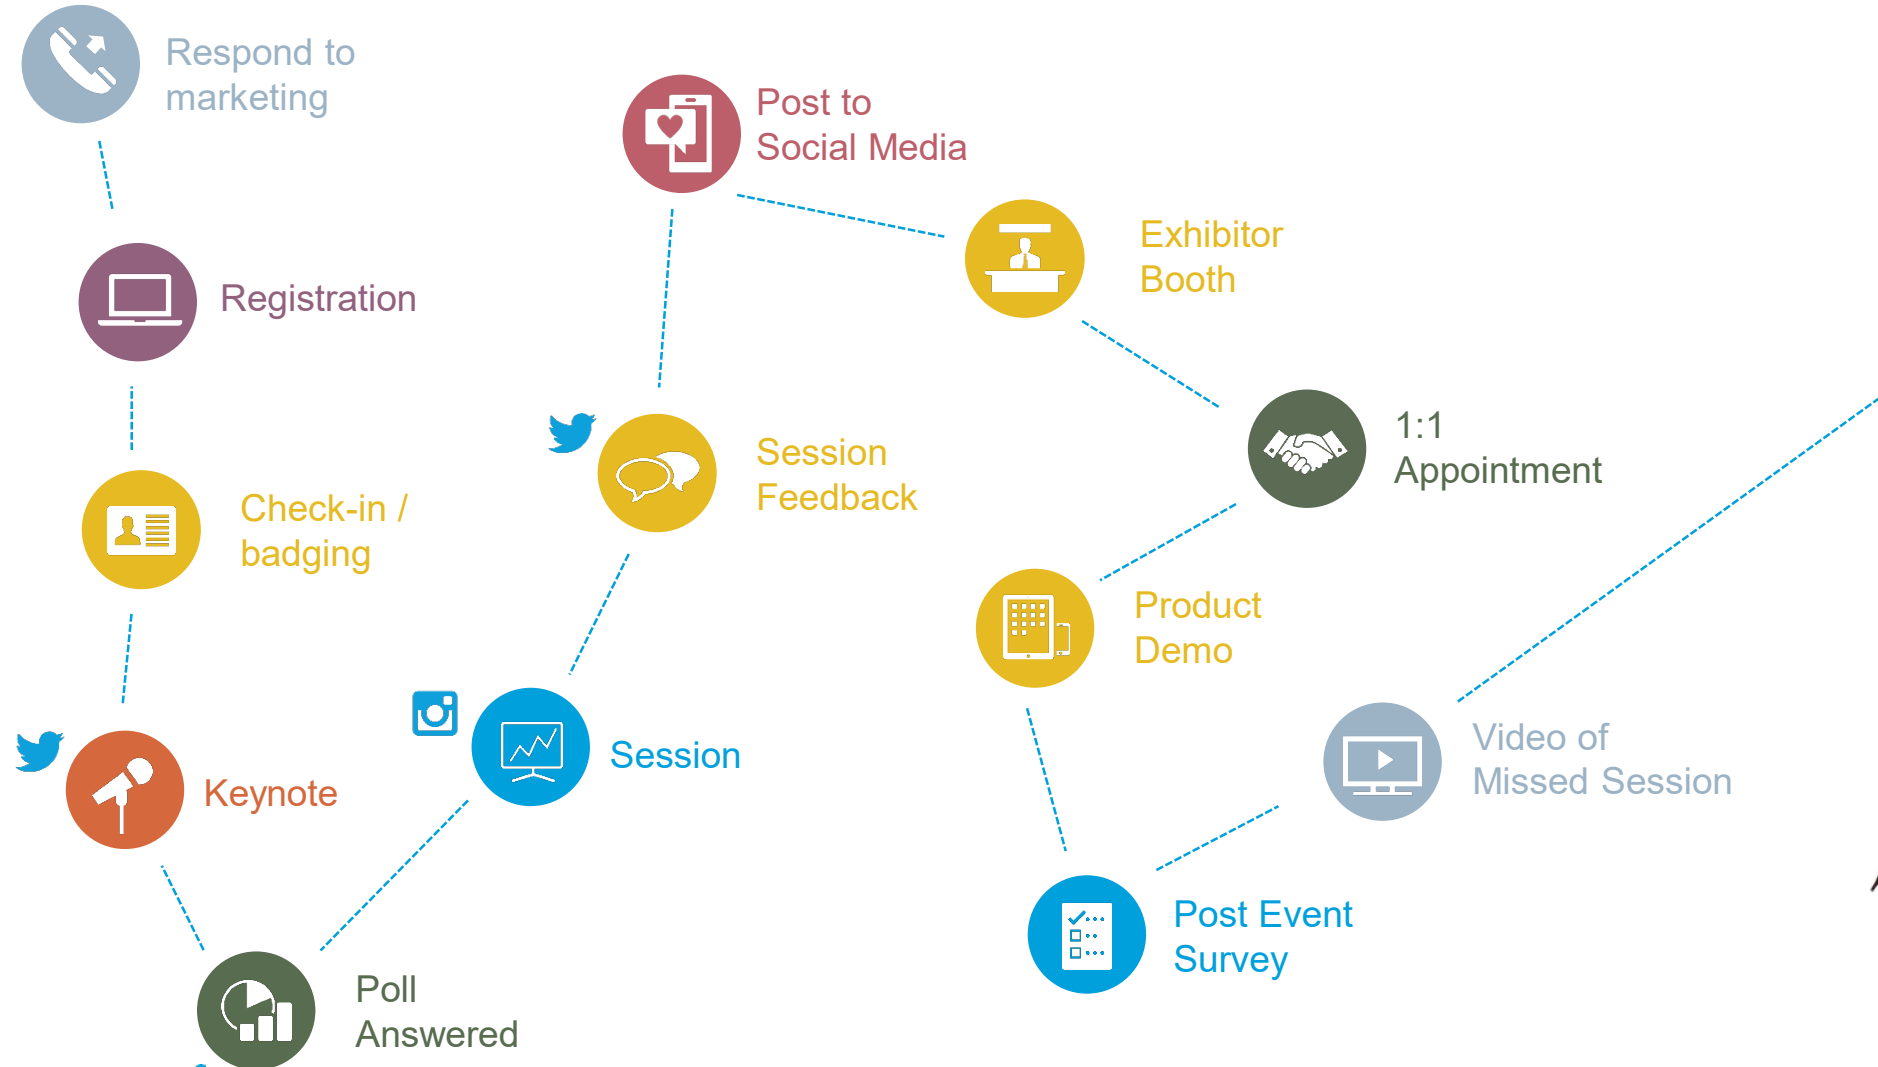 Respond to
marketing
Registration
Check-in /
badging
Keynote
Poll
Answered
Session
Session
Feedback
Post to
Social Media
Exhibitor
Booth
1:1
Appointment
Product
Demo
Post Event
Survey
Video of
Missed Session